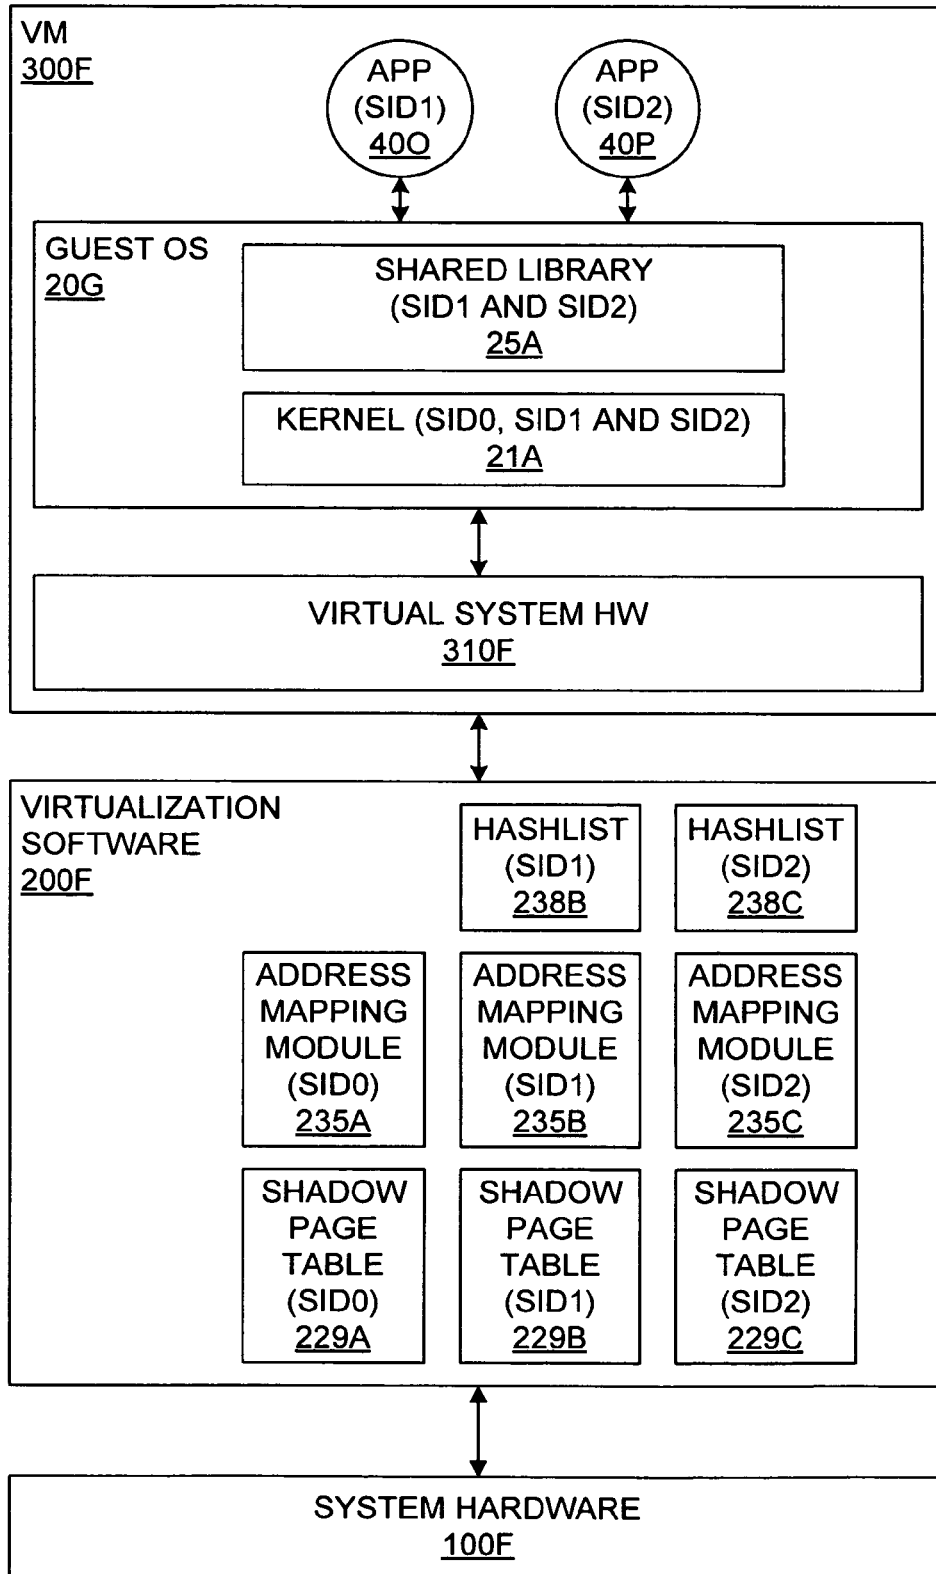 VM
300F
APP
(SID1)
40O
APP
(SID2)
40P
GUEST OS
20G
SHARED LIBRARY
(SID1 AND SID2)
25A
KERNEL (SID0, SID1 AND SID2)
21A
VIRTUAL SYSTEM HW
310F
VIRTUALIZATION
SOFTWARE
200F
HASHLIST
(SID1)
238B
HASHLIST
(SID2)
238C
ADDRESS
MAPPING
MODULE
(SID0)
235A
ADDRESS
MAPPING
MODULE
(SID1)
235B
ADDRESS
MAPPING
MODULE
(SID2)
235C
SHADOW
PAGE
TABLE
(SID0)
229A
SHADOW
PAGE
TABLE
(SID1)
229B
SHADOW
PAGE
TABLE
(SID2)
229C
SYSTEM HARDWARE
100F